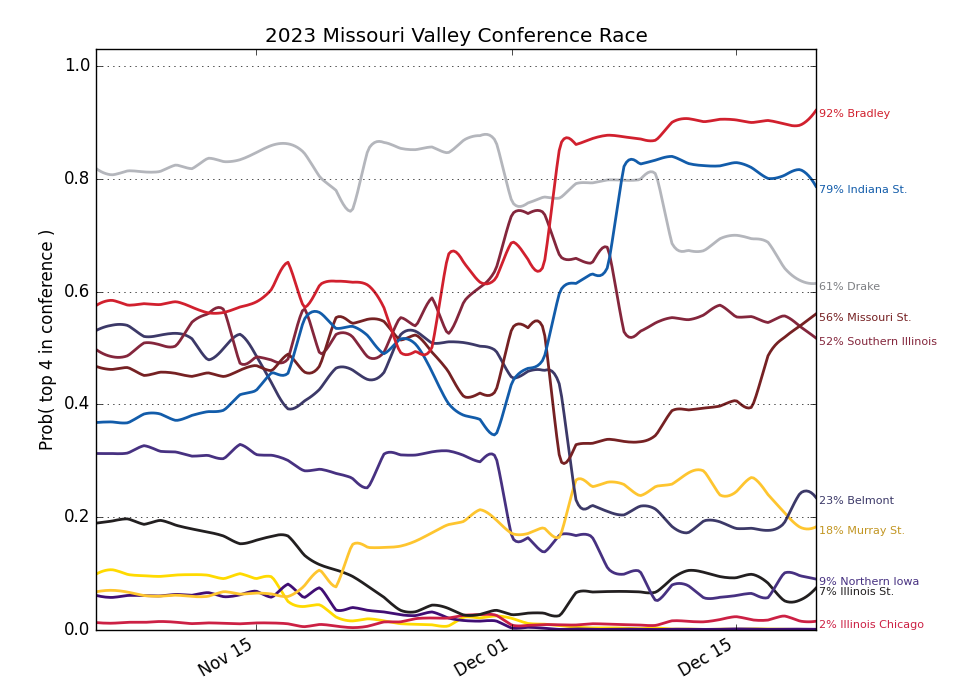 2023 Missouri Valley Conference Race
Prob( top 4 in conference )
1.0
0.8
0.6
0.4
0.2
0.0
Nov 15
Dec 01
Dec 15
92% Bradley
79% Indiana St.
61% Drake
56% Missouri St.
52% Southern Illinois
23% Belmont
18% Murray St.
9% Northern Iowa
7% Illinois St.
2% Illinois Chicago